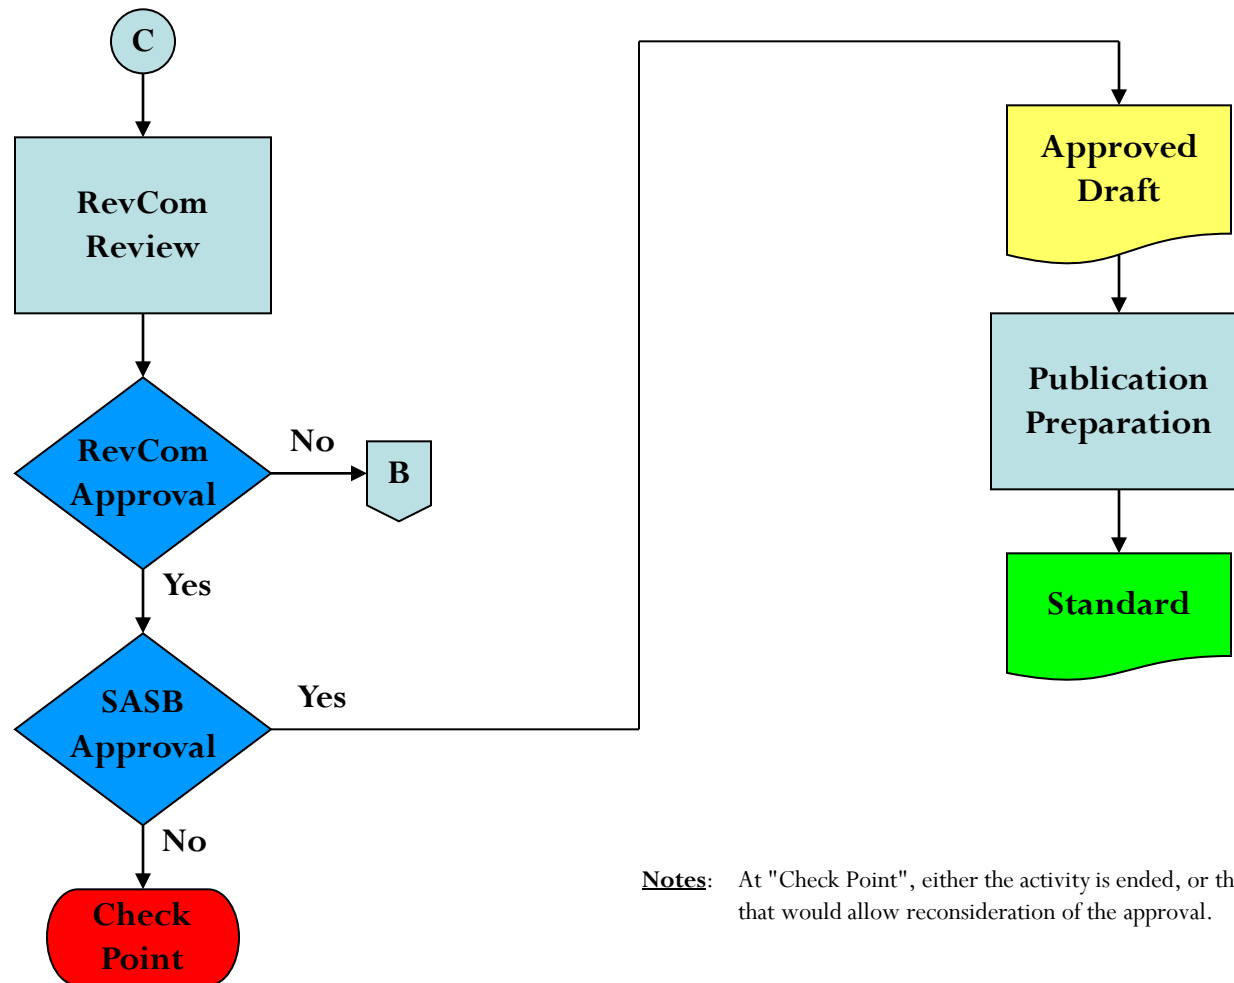 C
RevCom
Review
RevCom
Approval
No
B
Yes
SASB
Approval
Yes
No
Check
Point
Approved
Draft
Publication
Preparation
Standard
Notes: At "Check Point", either the activity is ended, or
that would allow reconsideration of the approval.